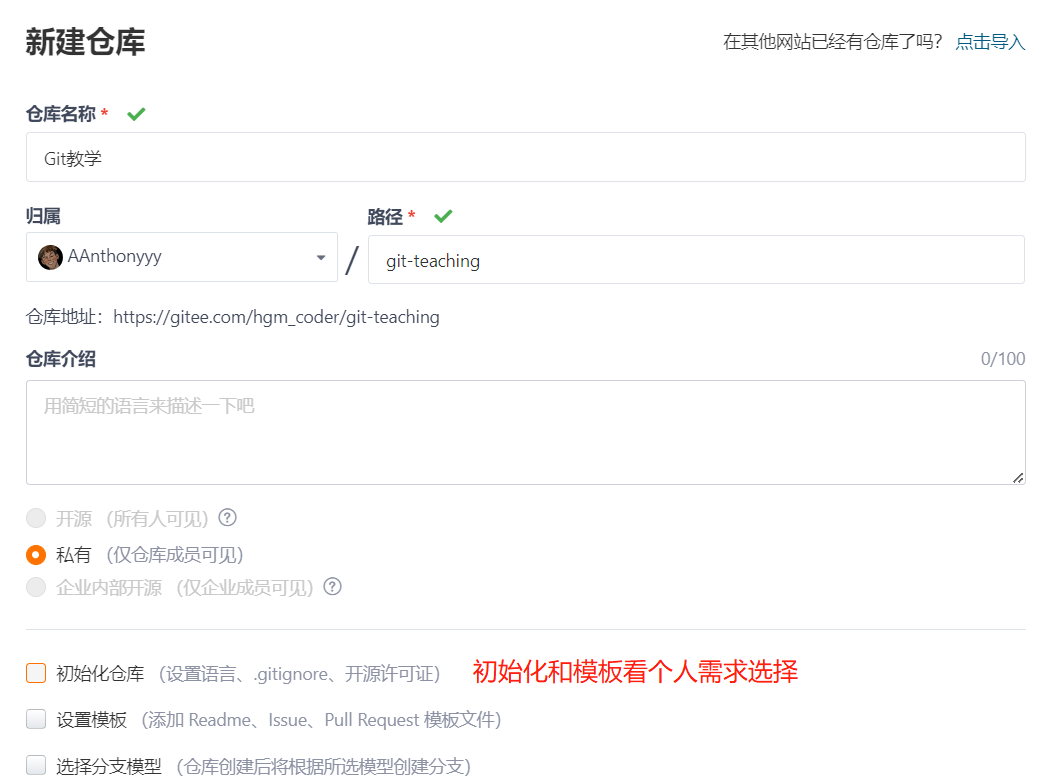 新建仓库
在其他网站已经有仓库了吗? 点击导入
仓库名称 *
Git教学
归属
路径 *
AAnthonyyy / git-teaching
仓库地址：https://gitee.com/hgm_coder/git-teaching
仓库介绍 0/100
用简短的语言来描述一下吧
开源 (所有人可见) ?
私有 (仅仓库成员可见)
企业内部开源 (仅企业成员可见) ?
初始化仓库 (设置语言、.gitignore、开源许可证) 初始化和模板看个人需求选择
设置模板 (添加 Readme、Issue、Pull Request 模板文件)
选择分支模型 (仓库创建后将根据所选模型创建分支)